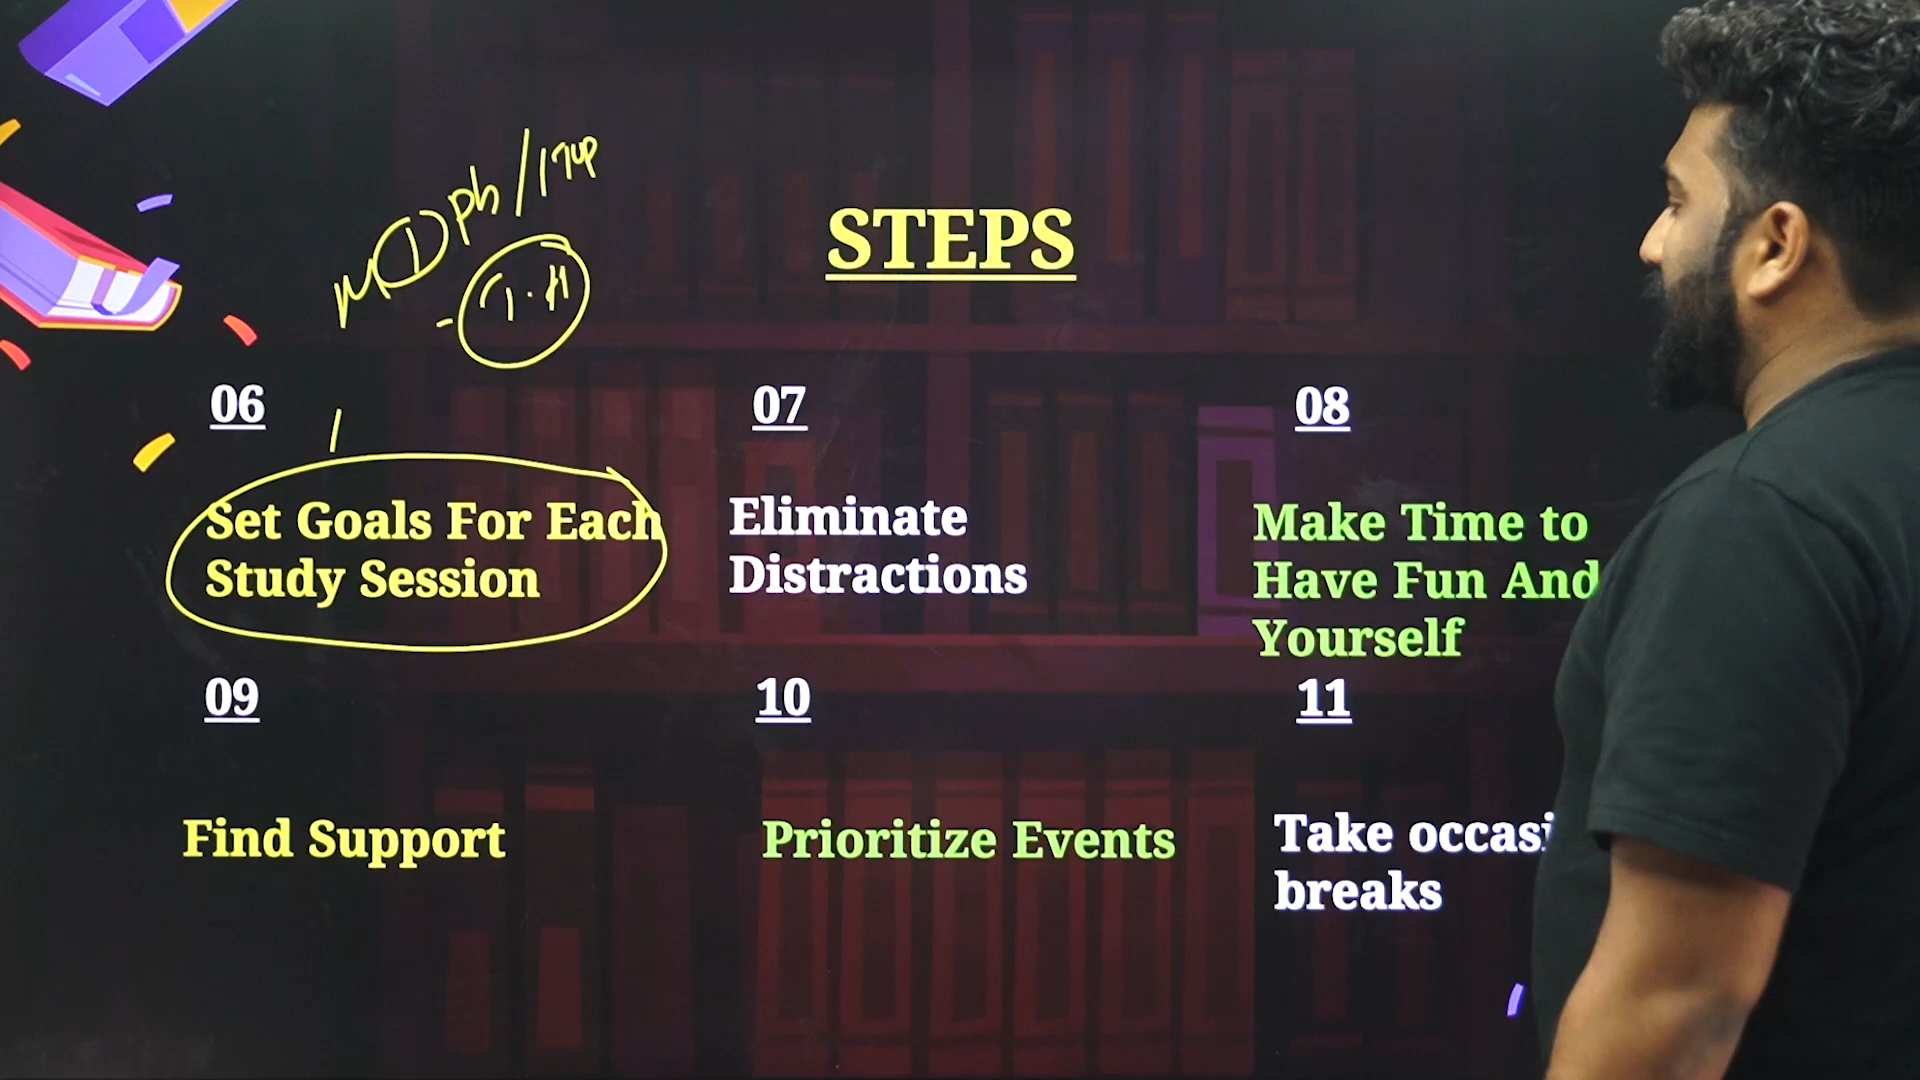 STEPS
06
07
08
Set Goals For Each
Study Session
Eliminate
Distractions
Make Time to
Have Fun And
Yourself
09
10
11
Find Support
Prioritize Events
Take
breaks